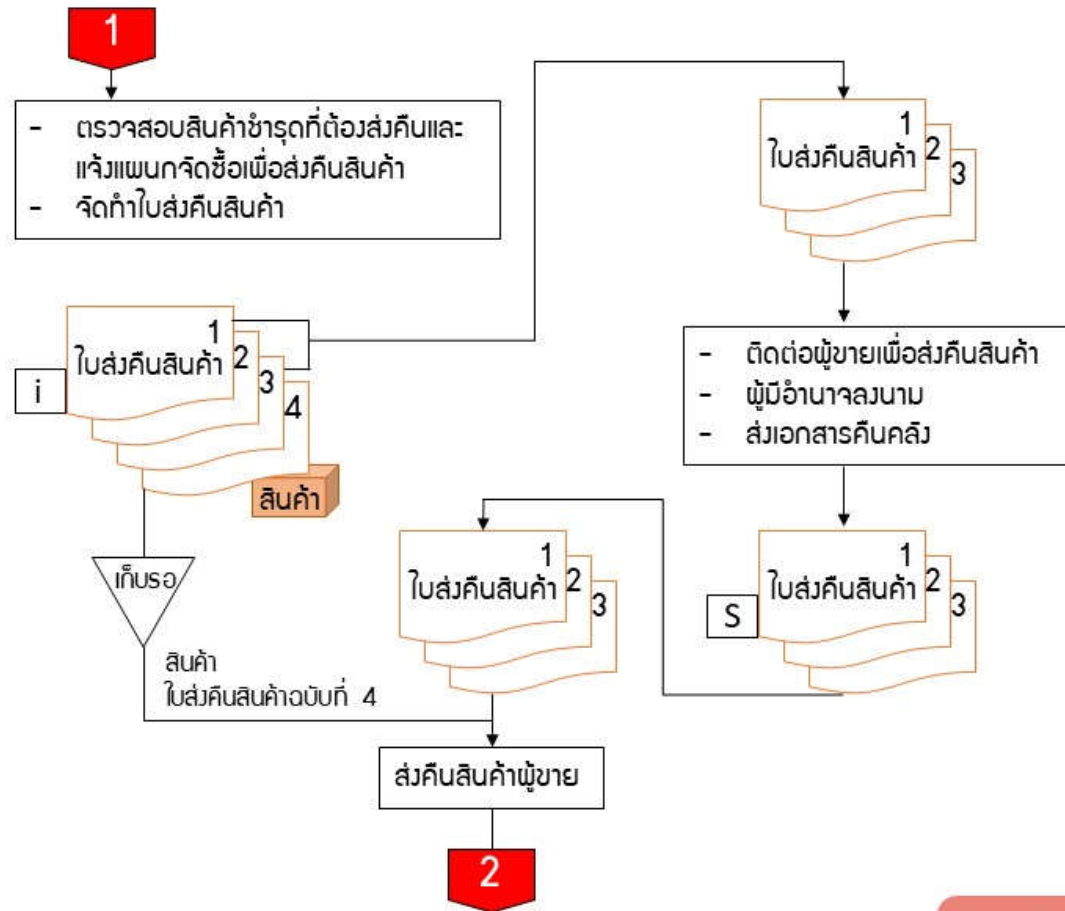 1
- ตรวจสอบสินค้าชำรุดที่ต้องส่งคืนและ
แจ้งแผนกจัดซื้อเพื่อส่งคืนสินค้า
- จัดทำใบส่งคืนสินค้า
1
ใบส่งคืนสินค้า 2
3
1
ใบส่งคืนสินค้า 2
3
4
i
สินค้า
- ติดต่อผู้ขายเพื่อส่งคืนสินค้า
- ผู้มีอำนาจลงนาม
- ส่งเอกสารคืนคลัง
เก็บรอ
1
ใบส่งคืนสินค้า 2
3
1
ใบส่งคืนสินค้า 2
3
S
สินค้า
ใบส่งคืนสินค้าฉบับที่ 4
ส่งคืนสินค้าผู้ขาย
2